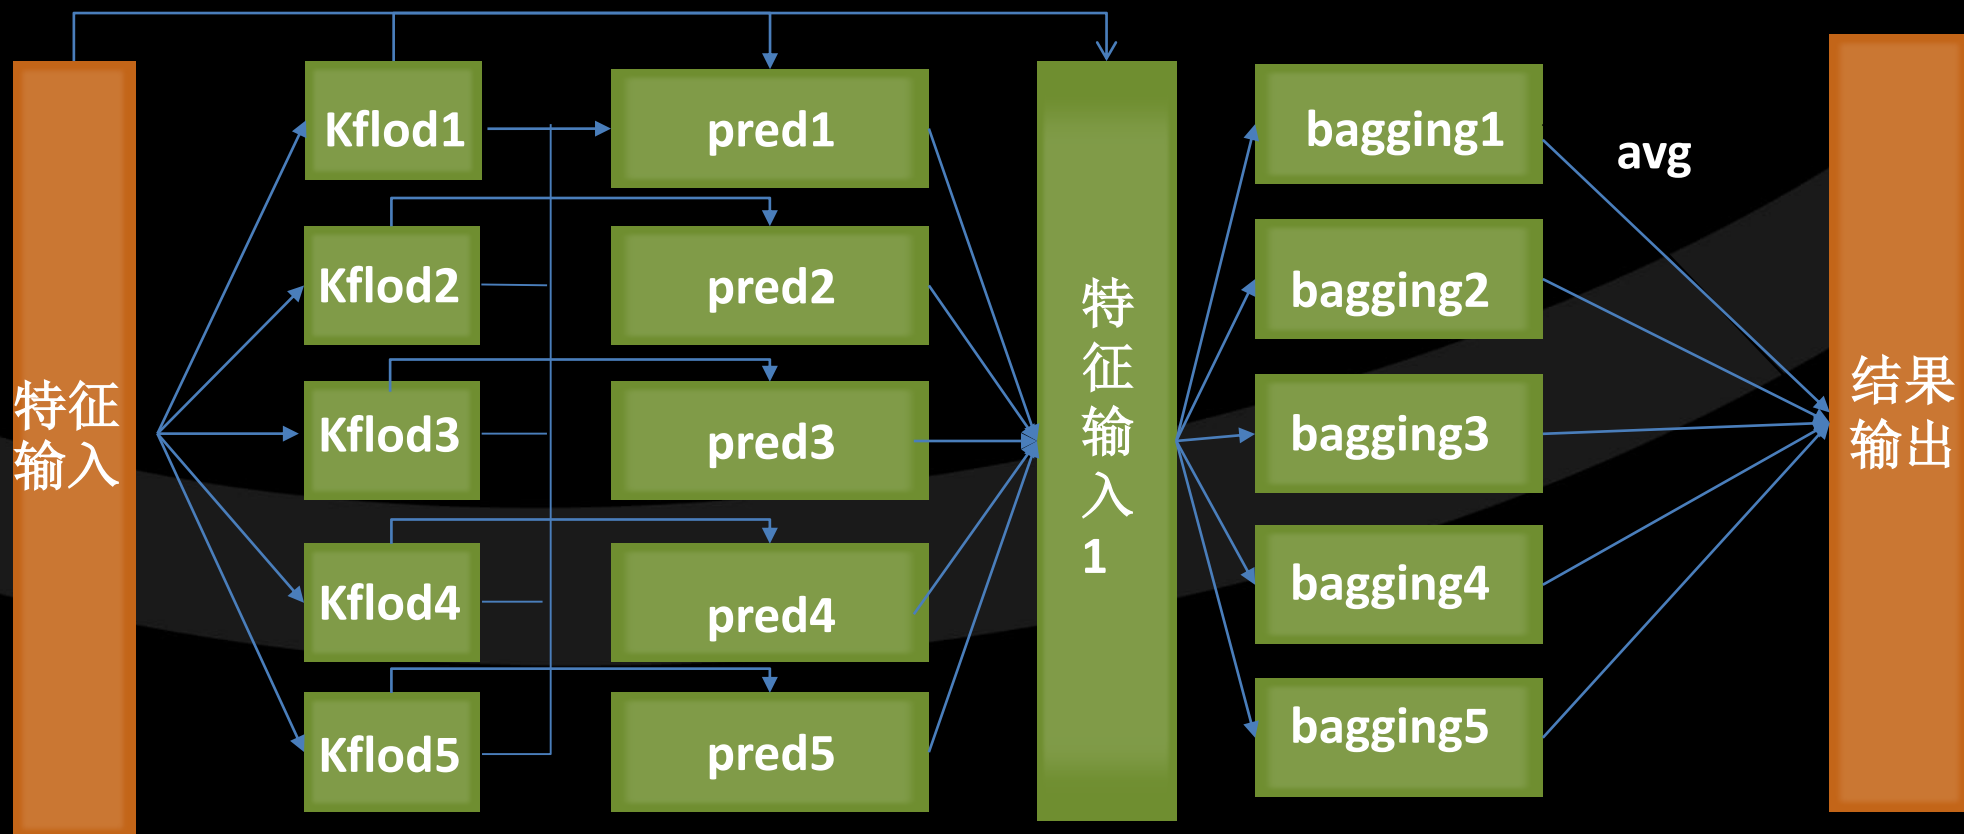 特征
输入
Kflod1
Kflod2
Kflod3
Kflod4
Kflod5
pred1
pred2
pred3
pred4
pred5
特
征
输
入
1
bagging1
bagging2
bagging3
bagging4
bagging5
avg
结果
输出